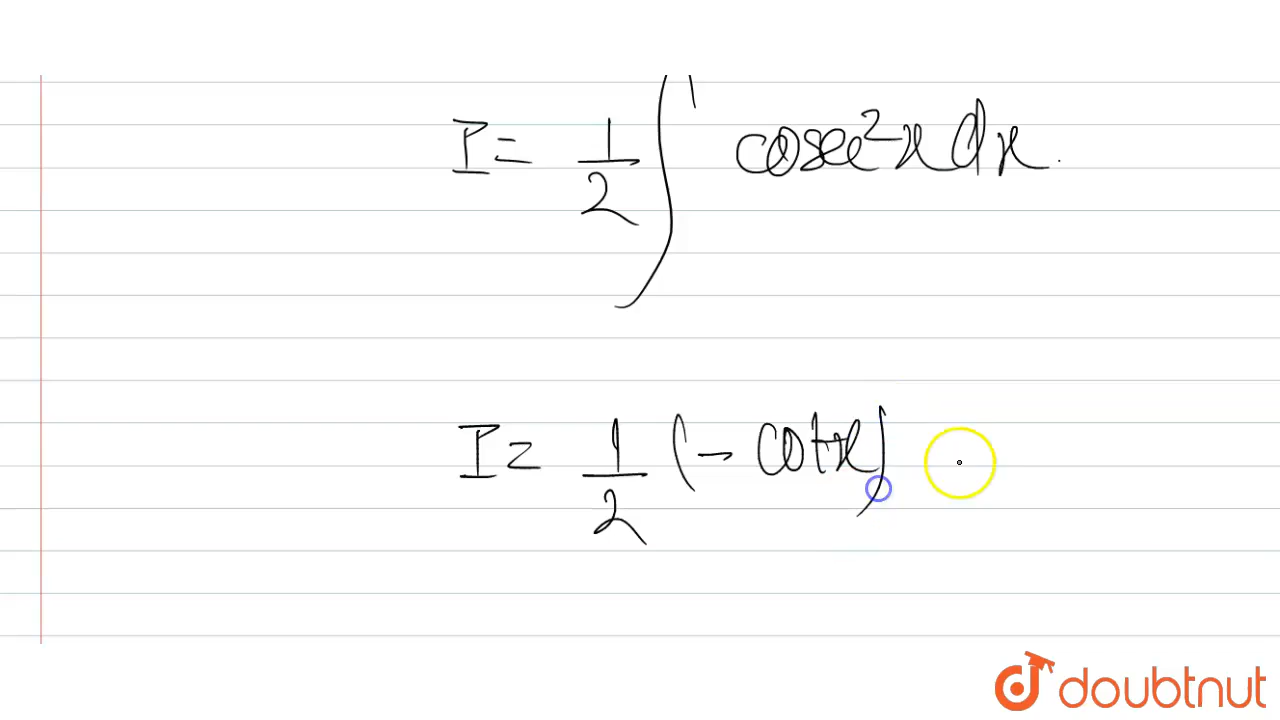 I = 1/2 ∫ cosec²x dx.
I = 1/2 (- cotx)
doubtnut